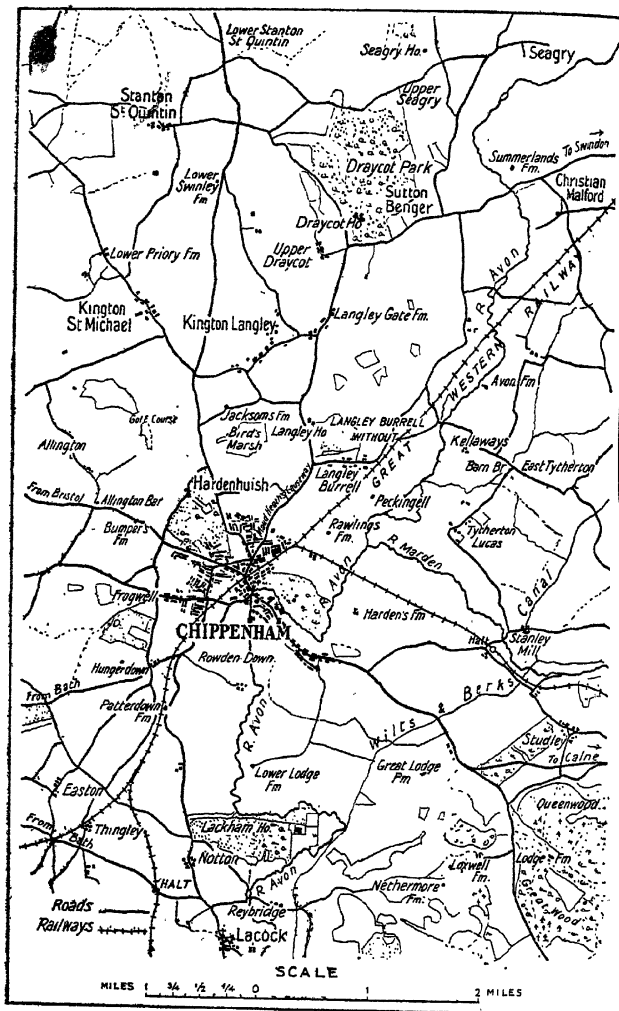 Lower Stanton
St Quintin
Seagry Ho.
Seagry
Stanton
St Quintin
Upper
Seagry
Draycot Park
To Swindon
Summerlands
Fm.
Lower
Swinley
Fm
Sutton
Benger
Christian
Malford
Draycot Ho
Upper
Draycot
Lower Priory Fm
R. Avon
RAILWAY
Kington
St Michael
Kington Langley
Langley Gate Fm.
WESTERN
Avon Fm
Golf Course
Jacksoms Fm
Bird's
Marsh
Langley Ho
LANGLEY BURRELL
WITHOUT
GREAT
Kellaways
Allington
Langley
Burrell
Barn Br
East Tytherton
From Bristol
Allington Bar
Hardenhuish
Peckingell
Bumper's
Fm
Rawlings
Fm.
Tytherton
Lucas
R. Marden
R. Avon
Canal
Frogwell
Harden's Fm
CHIPPENHAM
Halt
Stanley
Mill
Hungerdown
Rowden Down
From Bath
Berks
Patterdown
Fm
R. Avon
Wilts
Studley
To Calne
Lower Lodge
Fm
Great Lodge
Fm.
Easton
Queenwood
From Bath
Thingley
Lackham Ho
Notton
Loxwell
Fm.
Lodge Fm
Great Wood
HALT
R Avon
Nethermore
Fm.
Roads
Railways
Reybridge
Lacock
SCALE
MILES 1 3/4 1/2 1/4 0 1 2 MILES